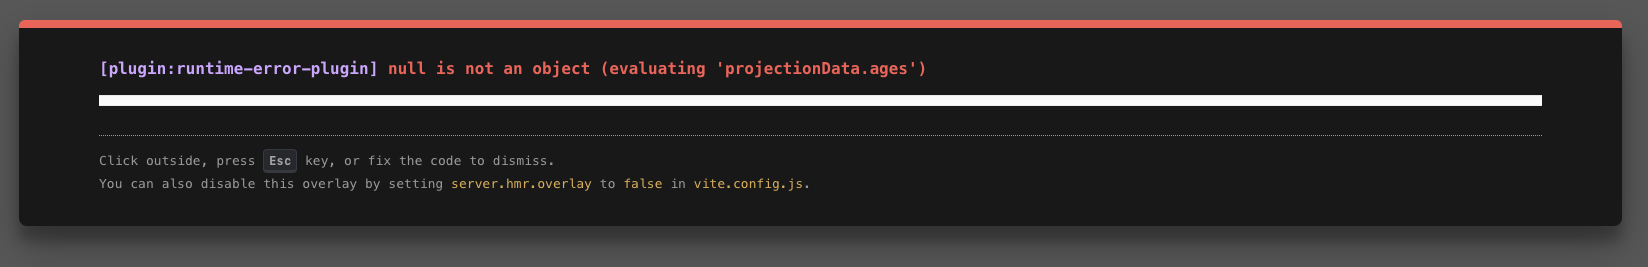 [plugin:runtime-error-plugin] null is not an object (evaluating 'projectionData.ages')
Click outside, press Esc key, or fix the code to dismiss.
You can also disable this overlay by setting server.hmr.overlay to false in vite.config.js.